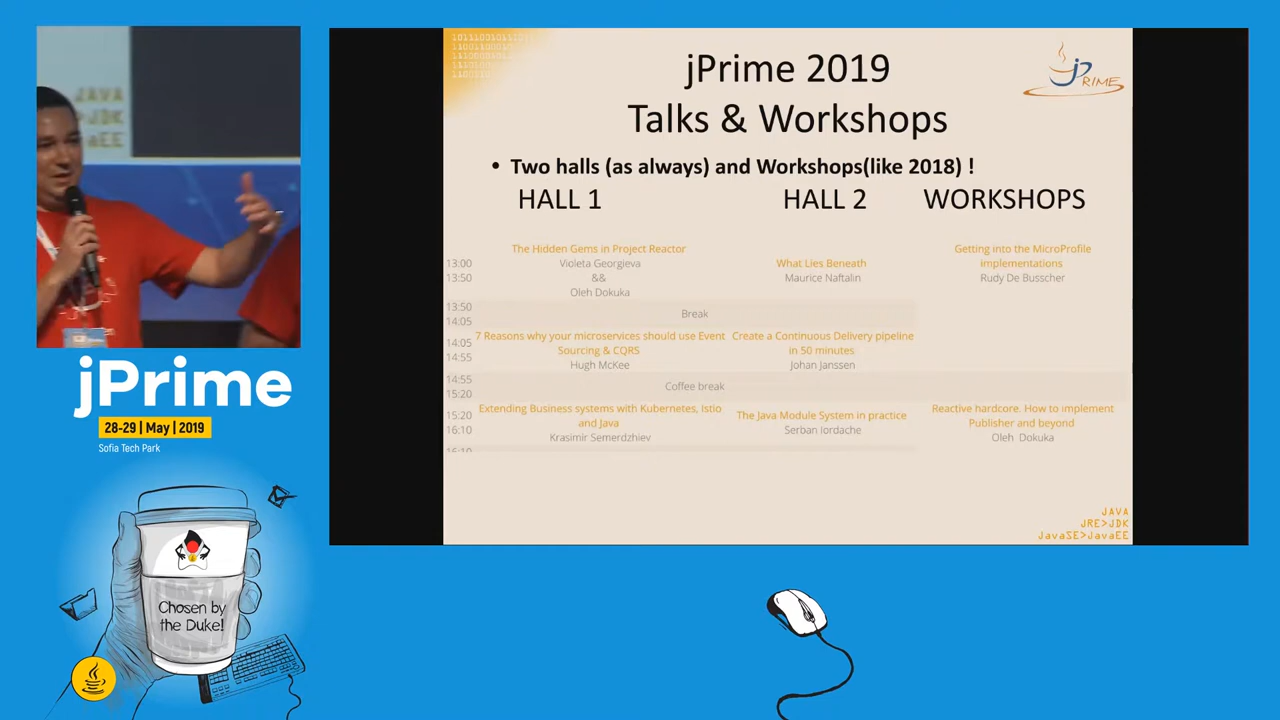 JAVA
>JDK
EE
jPrime
28-29 | May | 2019
Sofia Tech Park
Chosen by
the Duke!
jPrime 2019
Talks & Workshops
JPRIME
• Two halls (as always) and Workshops(like 2018) !
HALL 1 HALL 2 WORKSHOPS
13:00
13:50
The Hidden Gems in Project Reactor
Violeta Georgieva
&&
Oleh Dokuka
What Lies Beneath
Maurice Naftalin
Getting into the MicroProfile
implementations
Rudy De Busscher
13:50
14:05
Break
14:05
14:55
7 Reasons why your microservices should use Event
Sourcing & CQRS
Hugh McKee
Create a Continuous Delivery pipeline
in 50 minutes
Johan Janssen
14:55
15:20
Coffee break
15:20
16:10
Extending Business systems with Kubernetes, Istio
and Java
Krasimir Semerdzhiev
The Java Module System in practice
Serban Iordache
Reactive hardcore. How to implement
Publisher and beyond
Oleh Dokuka
16:10
JAVA
JRE>JDK
JavaSE>JavaEE